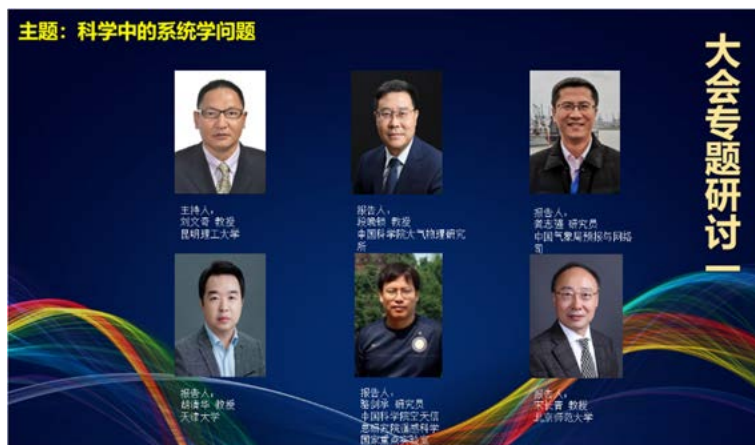 主题：科学中的系统学问题
大会专题研讨一
主持人，
刘文奇 教授
昆明理工大学
报告人，
段晚锁 教授
中国科学院大气物理研究
所
报告人，
龚志强 研究员
中国气象局预报与网络
司
报告人，
胡清华 教授
天津大学
报告人，
骆剑承 研究员
中国科学院空天信
息研究院遥感科学
国家重点实验室
报告人，
宋长青 教授
北京师范大学